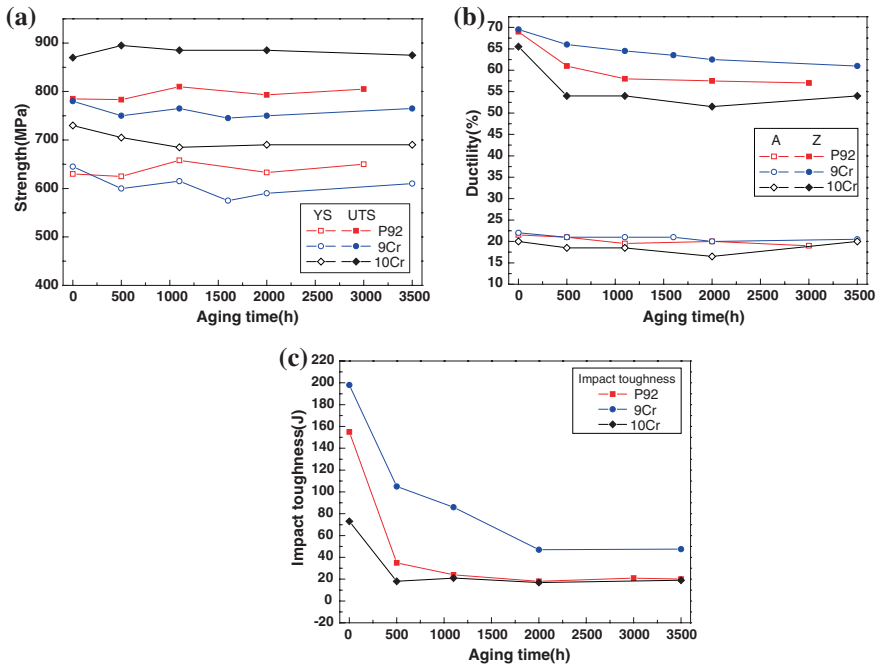 (a)
Strength(MPa)
900
800
700
600
500
400
YS UTS
P92
9Cr
10Cr
0 500 1000 1500 2000 2500 3000 3500
Aging time(h)
(b)
Ductility(%)
70
65
60
55
50
45
40
35
30
25
20
15
10
A Z
P92
9Cr
10Cr
0 500 1000 1500 2000 2500 3000 3500
Aging time(h)
(c)
Impact toughness(J)
220
200
180
160
140
120
100
80
60
40
20
0
-20
Impact toughness
P92
9Cr
10Cr
0 500 1000 1500 2000 2500 3000 3500
Aging time(h)